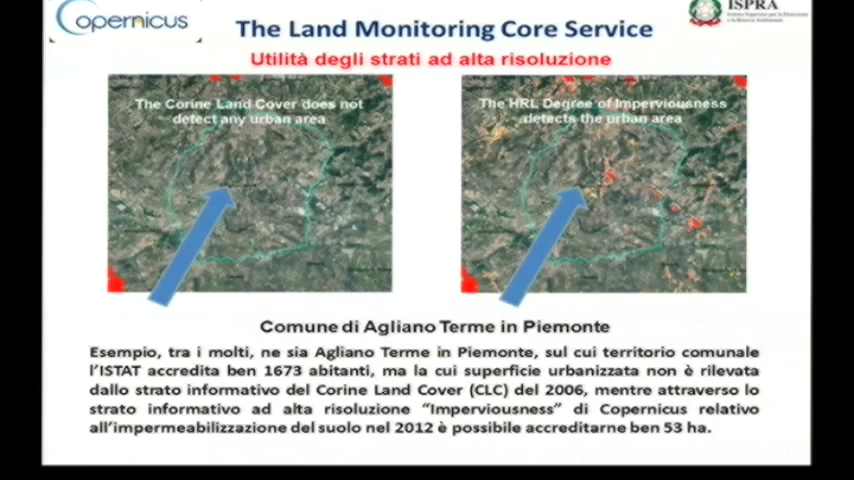 Copernicus
ISPRA
The Land Monitoring Core Service
Utilità degli strati ad alta risoluzione
The Corine Land Cover does not
detect any urban area
The HRL Degree of Imperviousness
detects the urban area
Comune di Agliano Terme in Piemonte
Esempio, tra i molti, ne sia Agliano Terme in Piemonte, sul cui territorio comunale
l'ISTAT accredita ben 1673 abitanti, ma la cui superficie urbanizzata non è rilevata
dallo strato informativo del Corine Land Cover (CLC) del 2006, mentre attraverso lo
strato informativo ad alta risoluzione “Imperviousness” di Copernicus relativo
all'impermeabilizzazione del suolo nel 2012 è possibile accreditarne ben 53 ha.